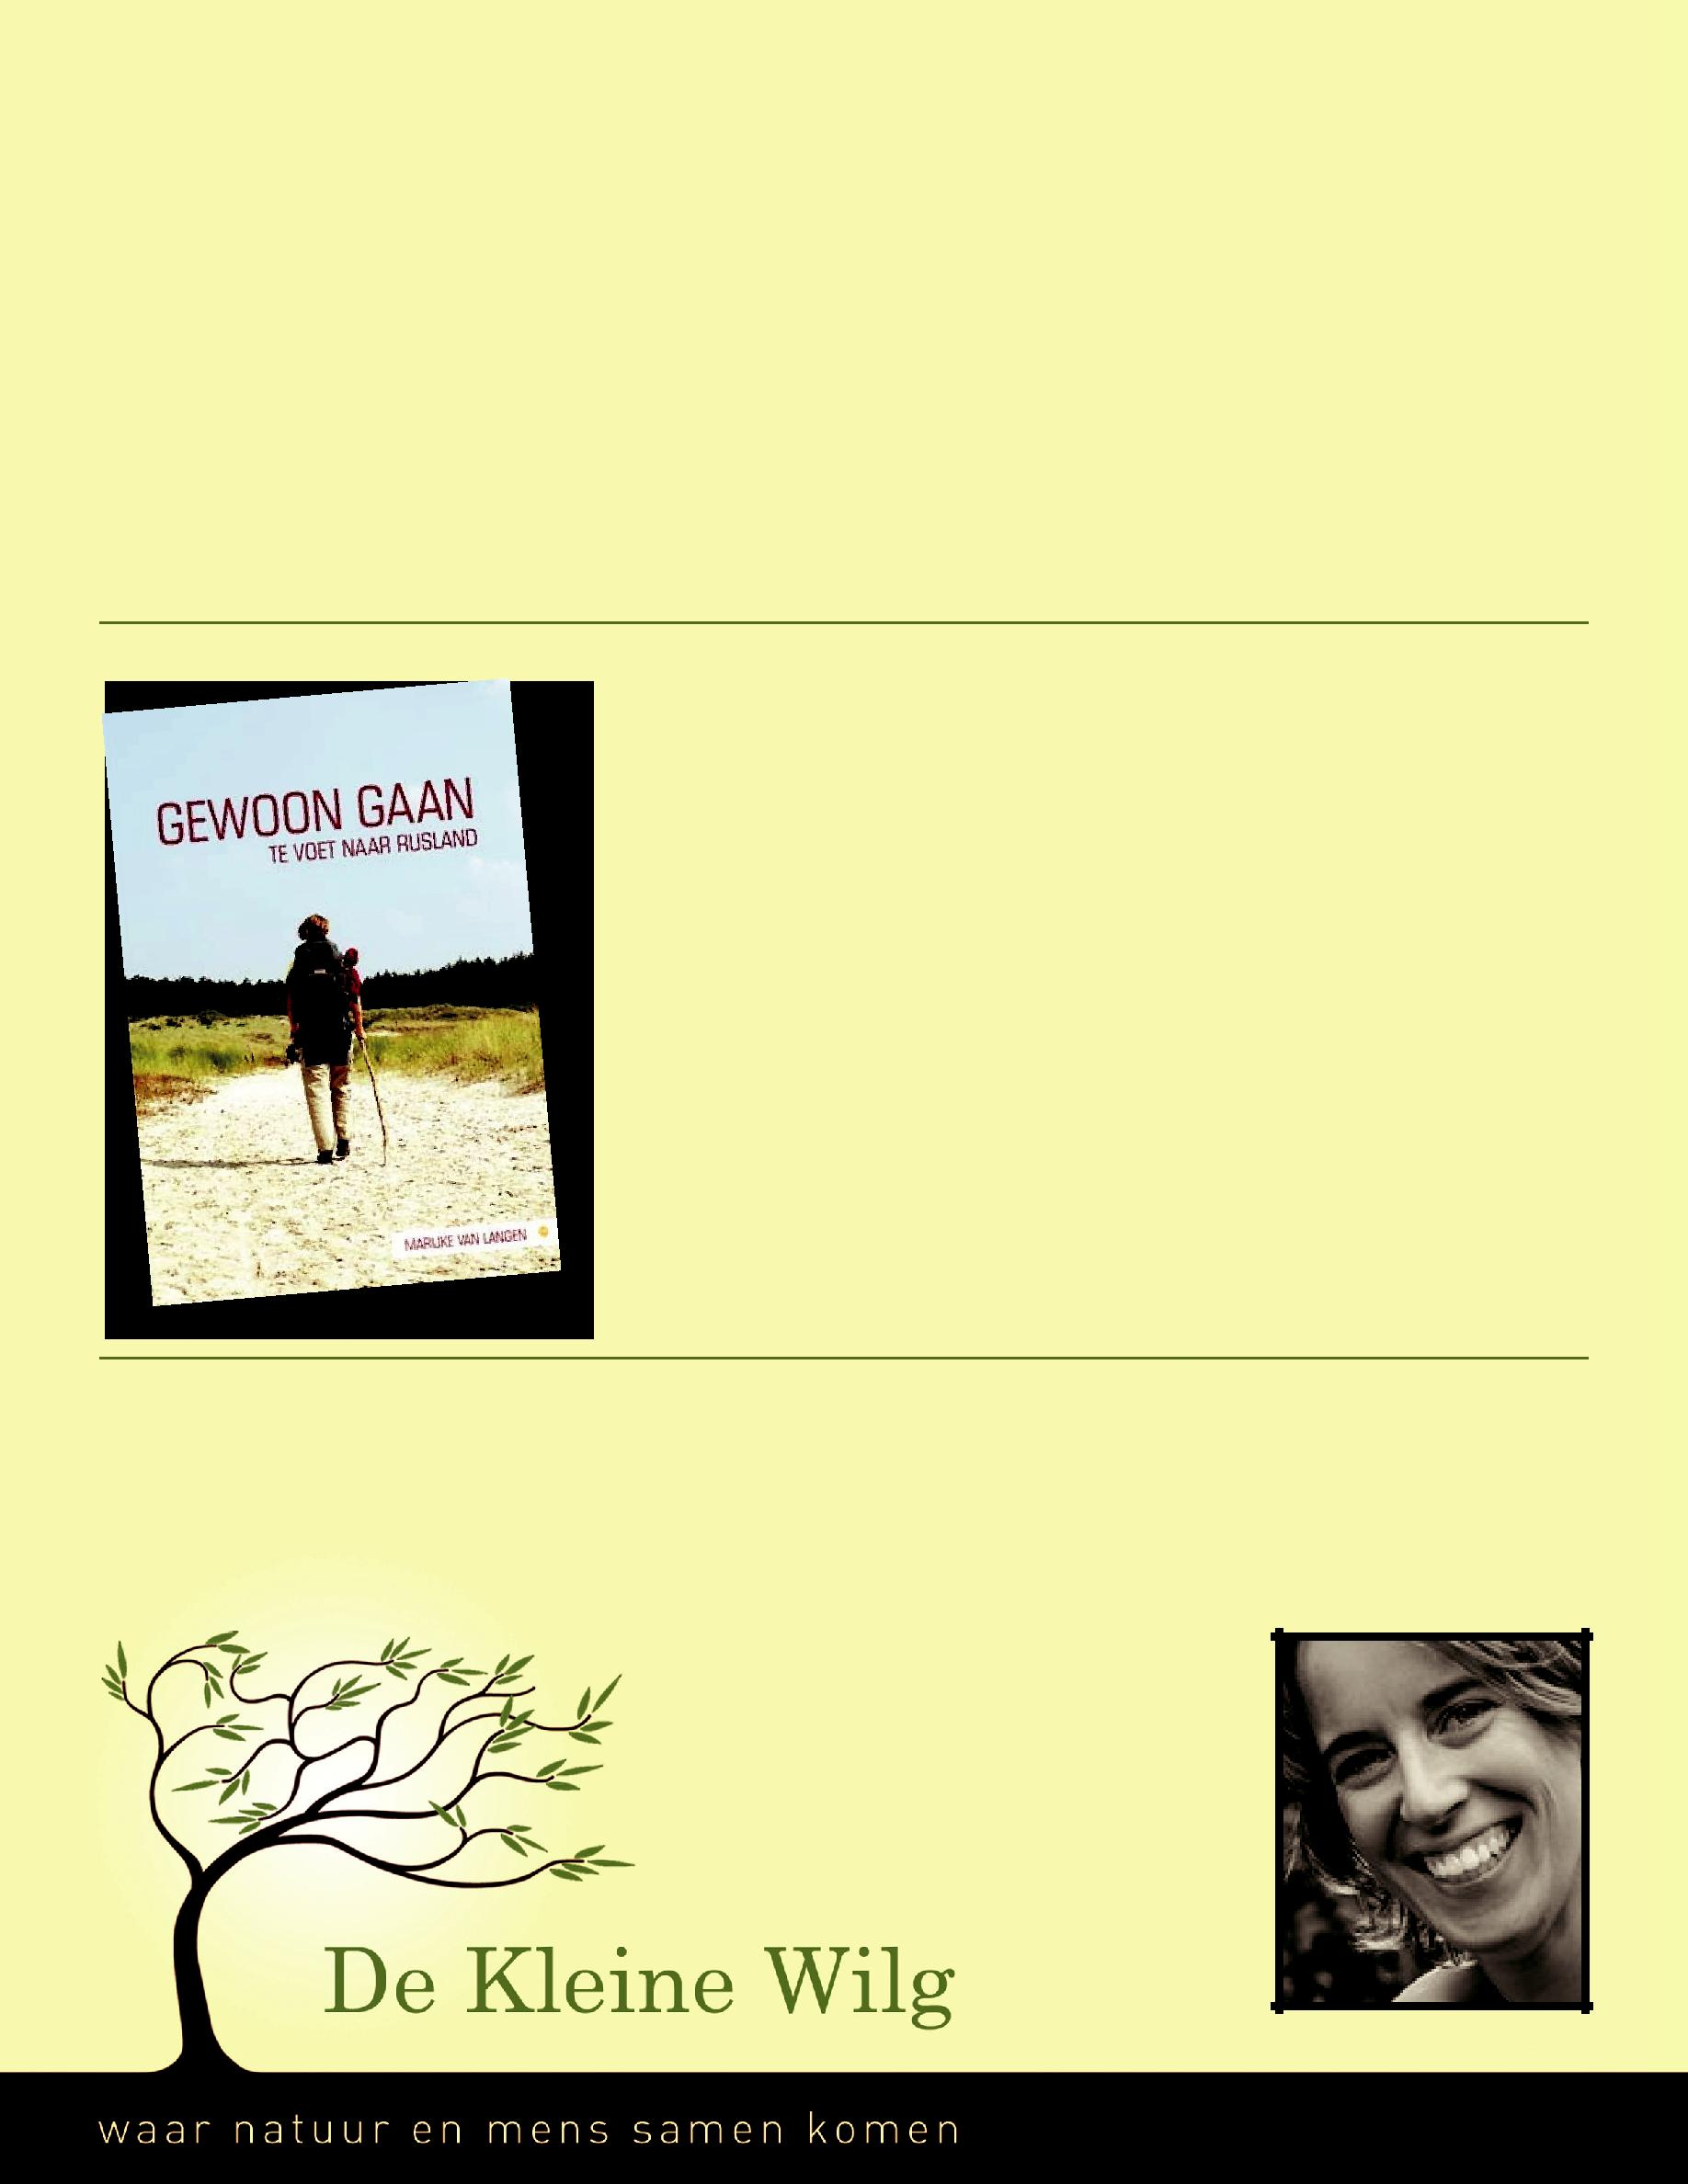 GEWOON GAAN
TE VOET NAAR RUSLAND
MARIJKE VAN LANGEN
De Kleine Wilg
waar natuur en mens samen komen